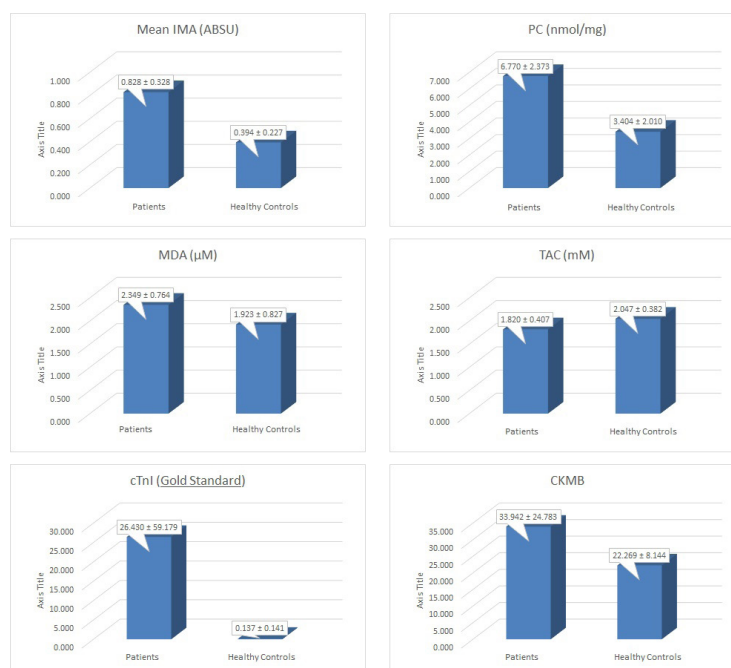 Mean IMA (ABSU)
Axis Title
1.000
0.800
0.600
0.400
0.200
0.000
0.828 ± 0.328
0.394 ± 0.227
Patients
Healthy Controls
PC (nmol/mg)
Axis Title
7.000
6.000
5.000
4.000
3.000
2.000
1.000
0.000
6.770 ± 2.373
3.404 ± 2.010
Patients
Healthy Controls
MDA (µM)
Axis Title
2.500
2.000
1.500
1.000
0.500
0.000
2.349 ± 0.764
1.923 ± 0.827
Patients
Healthy Controls
TAC (mM)
Axis Title
2.500
2.000
1.500
1.000
0.500
0.000
1.820 ± 0.407
2.047 ± 0.382
Patients
Healthy Controls
cTnI (Gold Standard)
Axis Title
30.000
25.000
20.000
15.000
10.000
5.000
0.000
26.430 ± 59.179
0.137 ± 0.141
Patients
Healthy Controls
CKMB
Axis Title
35.000
30.000
25.000
20.000
15.000
10.000
5.000
0.000
33.942 ± 24.783
22.269 ± 8.144
Patients
Healthy Controls